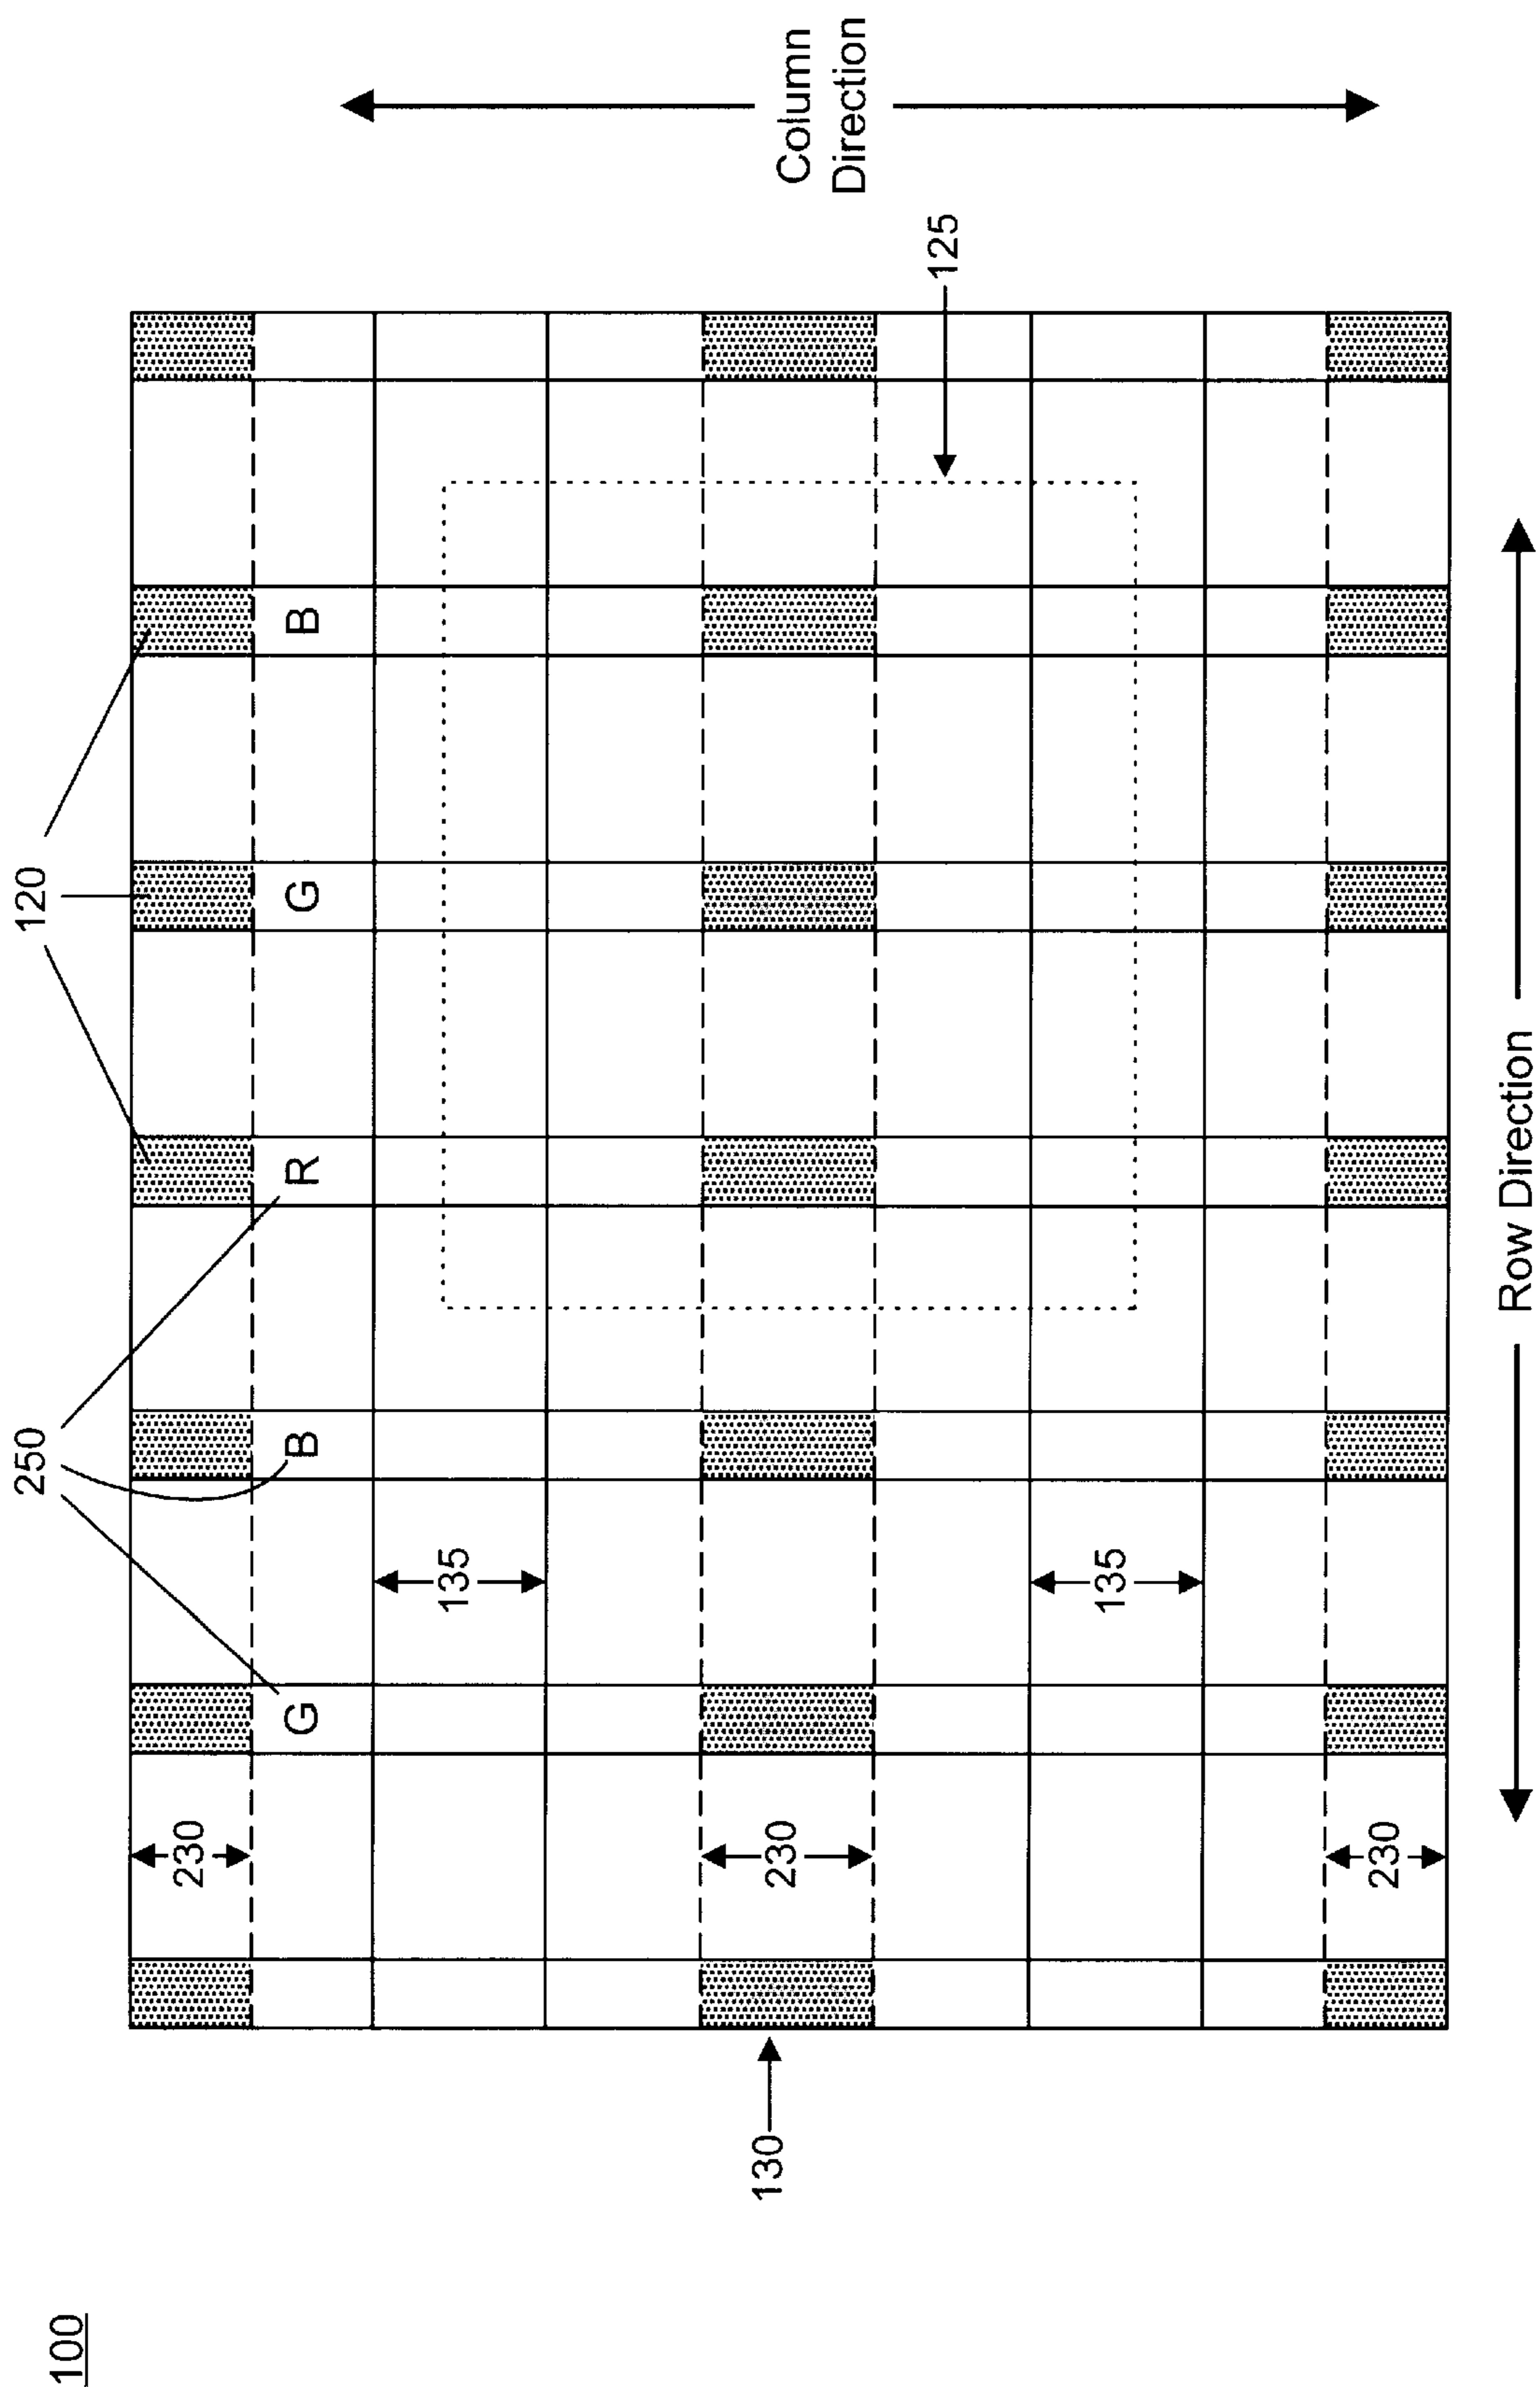 100
250
120
230
G B R G B
135
130
230
Column
Direction
125
135
230
Row Direction